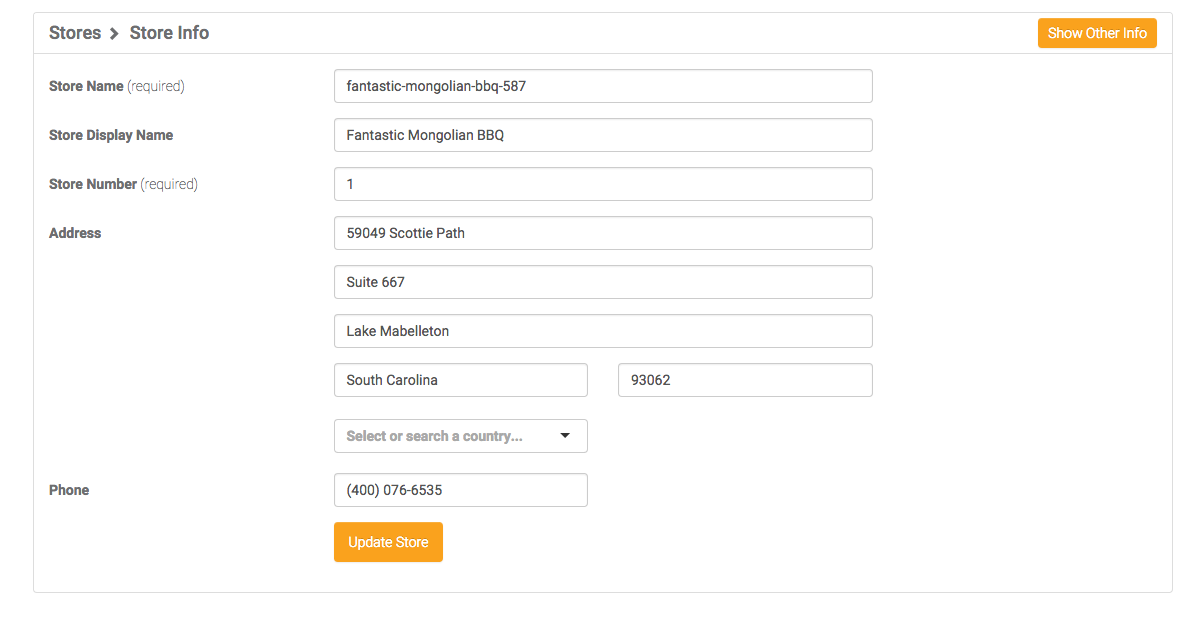 Stores Store Info Show Other Info
Store Name (required) fantastic-mongolian-bbq-587
Store Display Name Fantastic Mongolian BBQ
Store Number (required) 1
Address 59049 Scottie Path
Suite 667
Lake Mabelleton
South Carolina 93062
Select or search a country...
Phone (400) 076-6535
Update Store